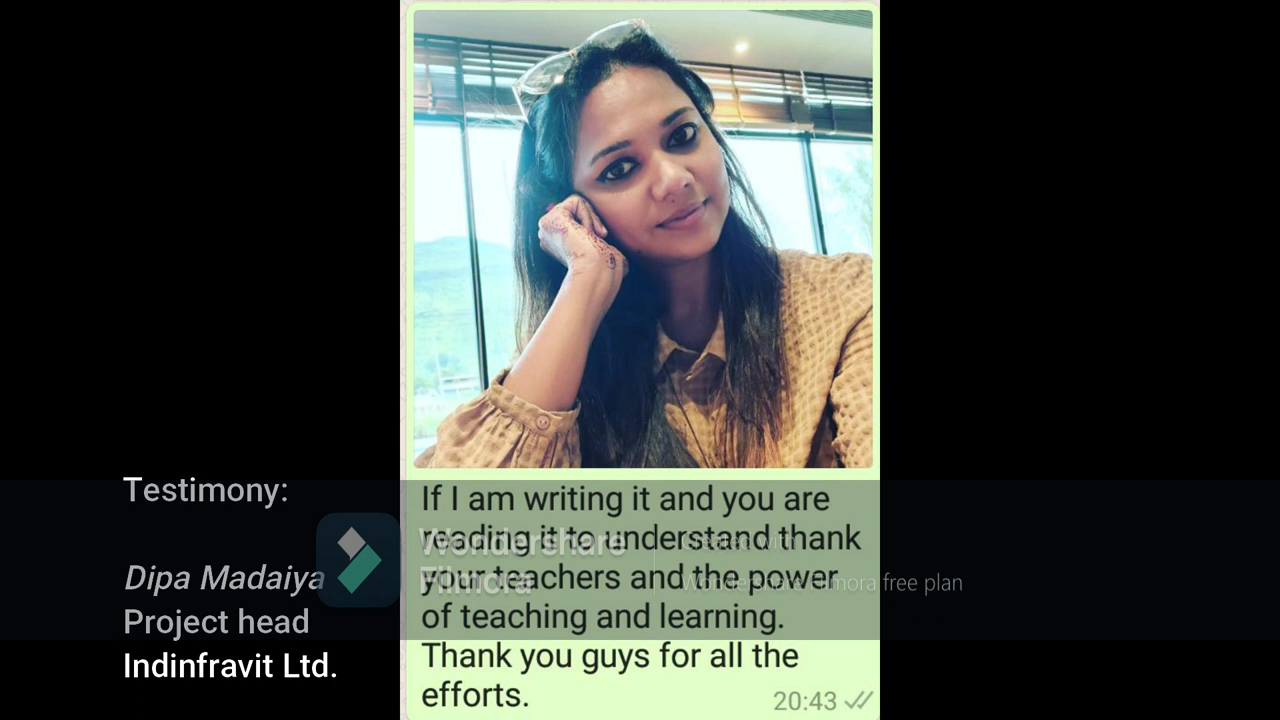 Testimony:
Dipa Madaiya
Project head
Indinfravit Ltd.
If I am writing it and you are
reading it to understand thank
your teachers and the power
of teaching and learning.
Thank you guys for all the
efforts.
20:43
Wondershare
Filmora
Created with
Wondershare Filmora free plan